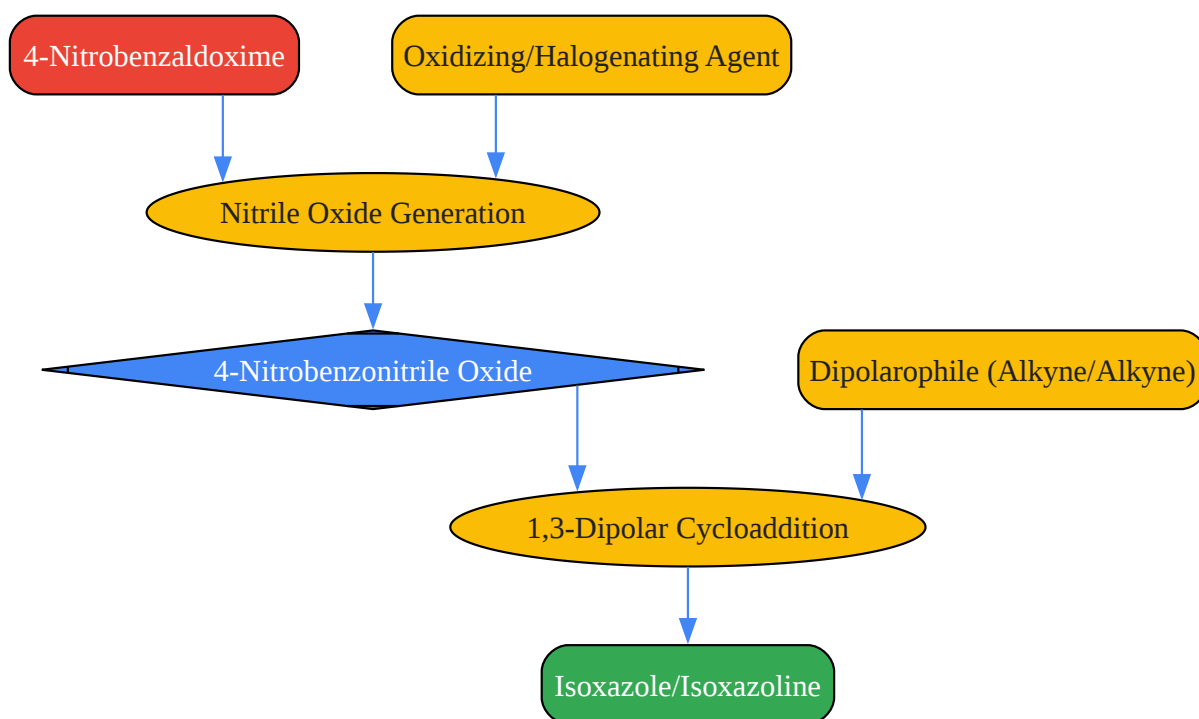 4-Nitrobenzaldoxime
Oxidizing/Halogenating Agent
Nitrile Oxide Generation
4-Nitrobenzonitrile Oxide
Dipolarophile (Alkyne/Alkyne)
1,3-Dipolar Cycloaddition
Isoxazole/Isoxazoline